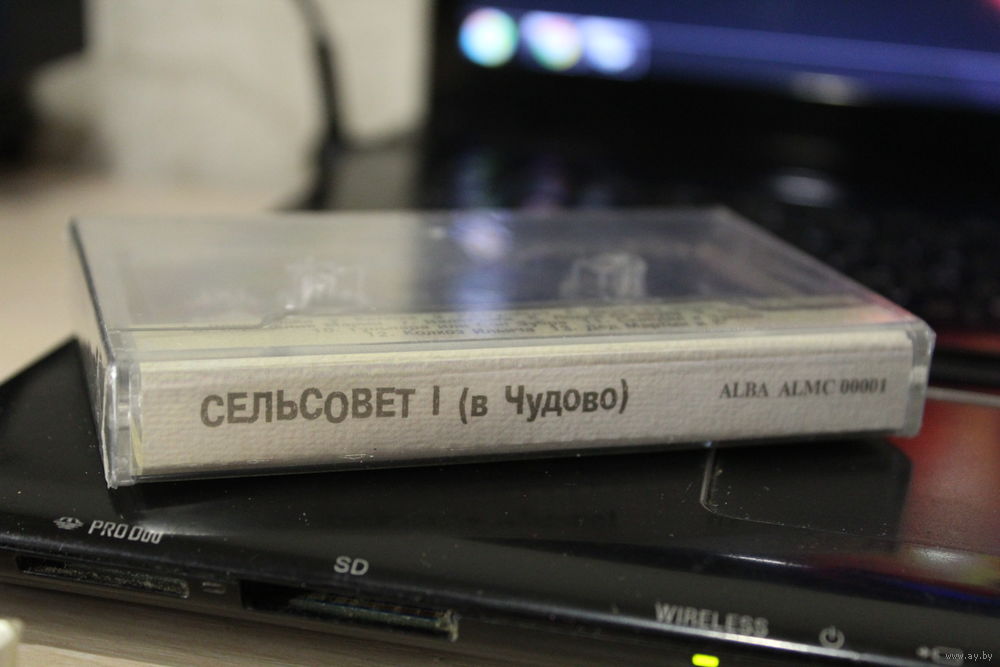 СЕЛЬСОВЕТ I (в Чудово)
ALBA ALMC 00001
PRO DUO
SD
WIRELESS
www.ay.by